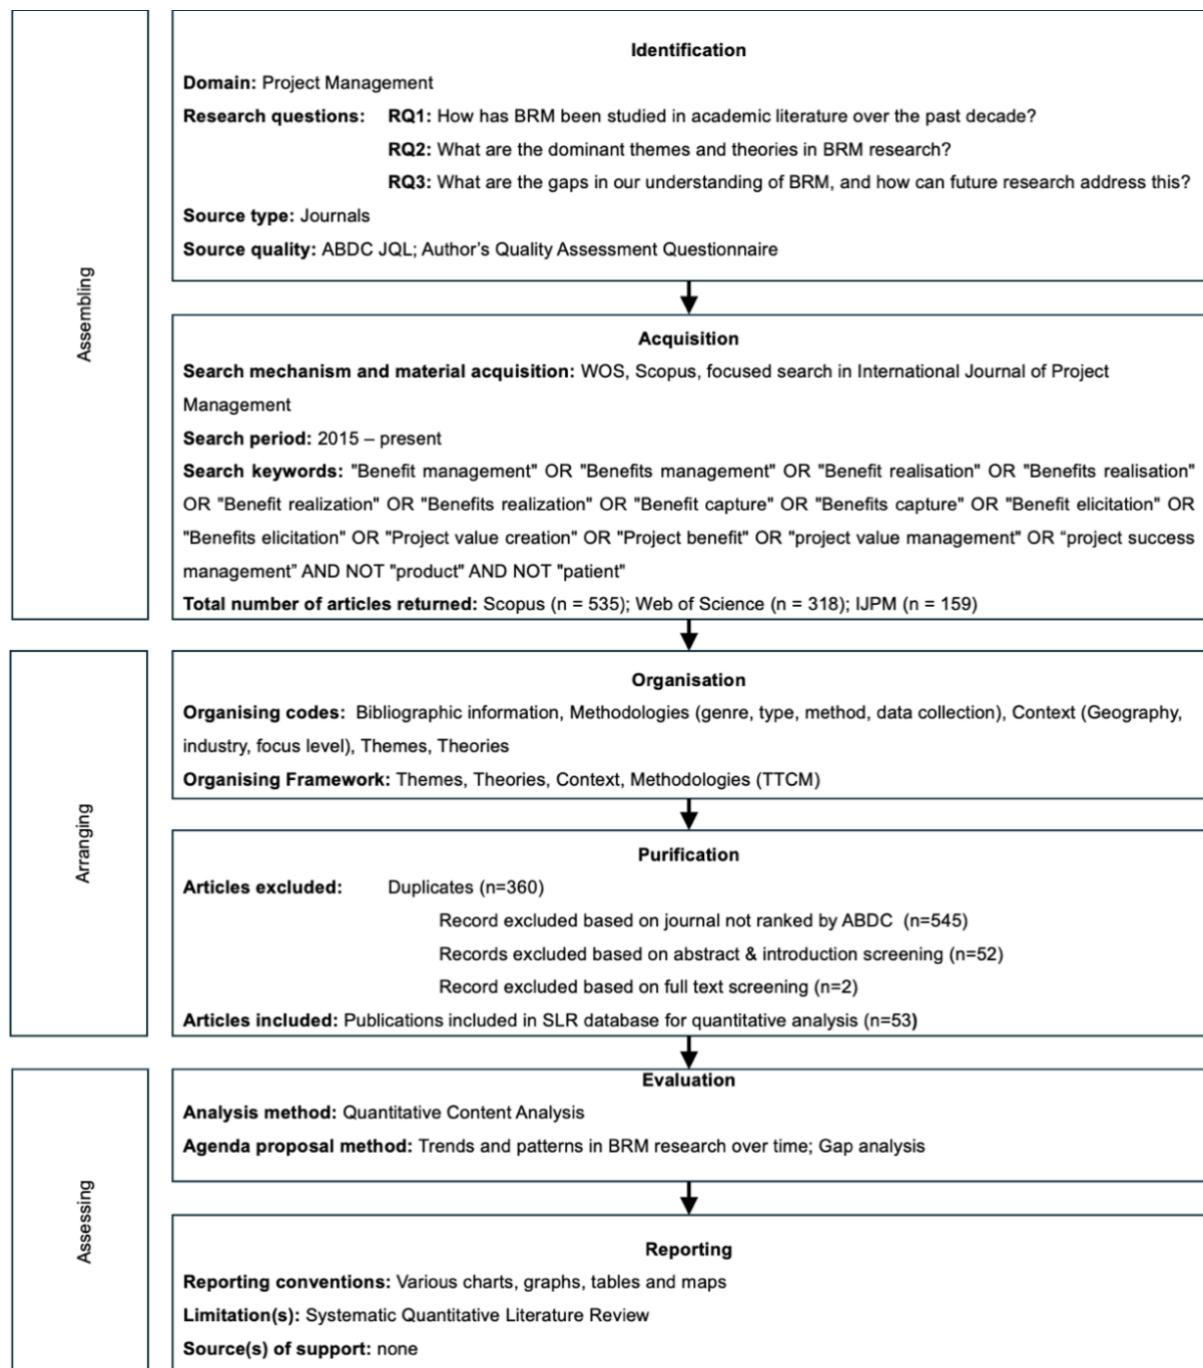 Assembling
Identification
Domain: Project Management
Research questions: RQ1: How has BRM been studied in academic literature over the past decade?
RQ2: What are the dominant themes and theories in BRM research?
RQ3: What are the gaps in our understanding of BRM, and how can future research address this?
Source type: Journals
Source quality: ABDC JQL; Author's Quality Assessment Questionnaire
Acquisition
Search mechanism and material acquisition: WOS, Scopus, focused search in International Journal of Project
Management
Search period: 2015 – present
Search keywords: "Benefit management" OR "Benefits management" OR "Benefit realisation" OR "Benefits realisation"
OR "Benefit realization" OR "Benefits realization" OR "Benefit capture" OR "Benefits capture" OR "Benefit elicitation" OR
"Benefits elicitation" OR "Project value creation" OR "Project benefit" OR "project value management" OR "project success
management" AND NOT "product" AND NOT "patient"
Total number of articles returned: Scopus (n = 535); Web of Science (n = 318); IJPM (n = 159)
Arranging
Organisation
Organising codes: Bibliographic information, Methodologies (genre, type, method, data collection), Context (Geography,
industry, focus level), Themes, Theories
Organising Framework: Themes, Theories, Context, Methodologies (TTCM)
Purification
Articles excluded: Duplicates (n=360)
Record excluded based on journal not ranked by ABDC (n=545)
Records excluded based on abstract & introduction screening (n=52)
Record excluded based on full text screening (n=2)
Articles included: Publications included in SLR database for quantitative analysis (n=53)
Assessing
Evaluation
Analysis method: Quantitative Content Analysis
Agenda proposal method: Trends and patterns in BRM research over time; Gap analysis
Reporting
Reporting conventions: Various charts, graphs, tables and maps
Limitation(s): Systematic Quantitative Literature Review
Source(s) of support: none